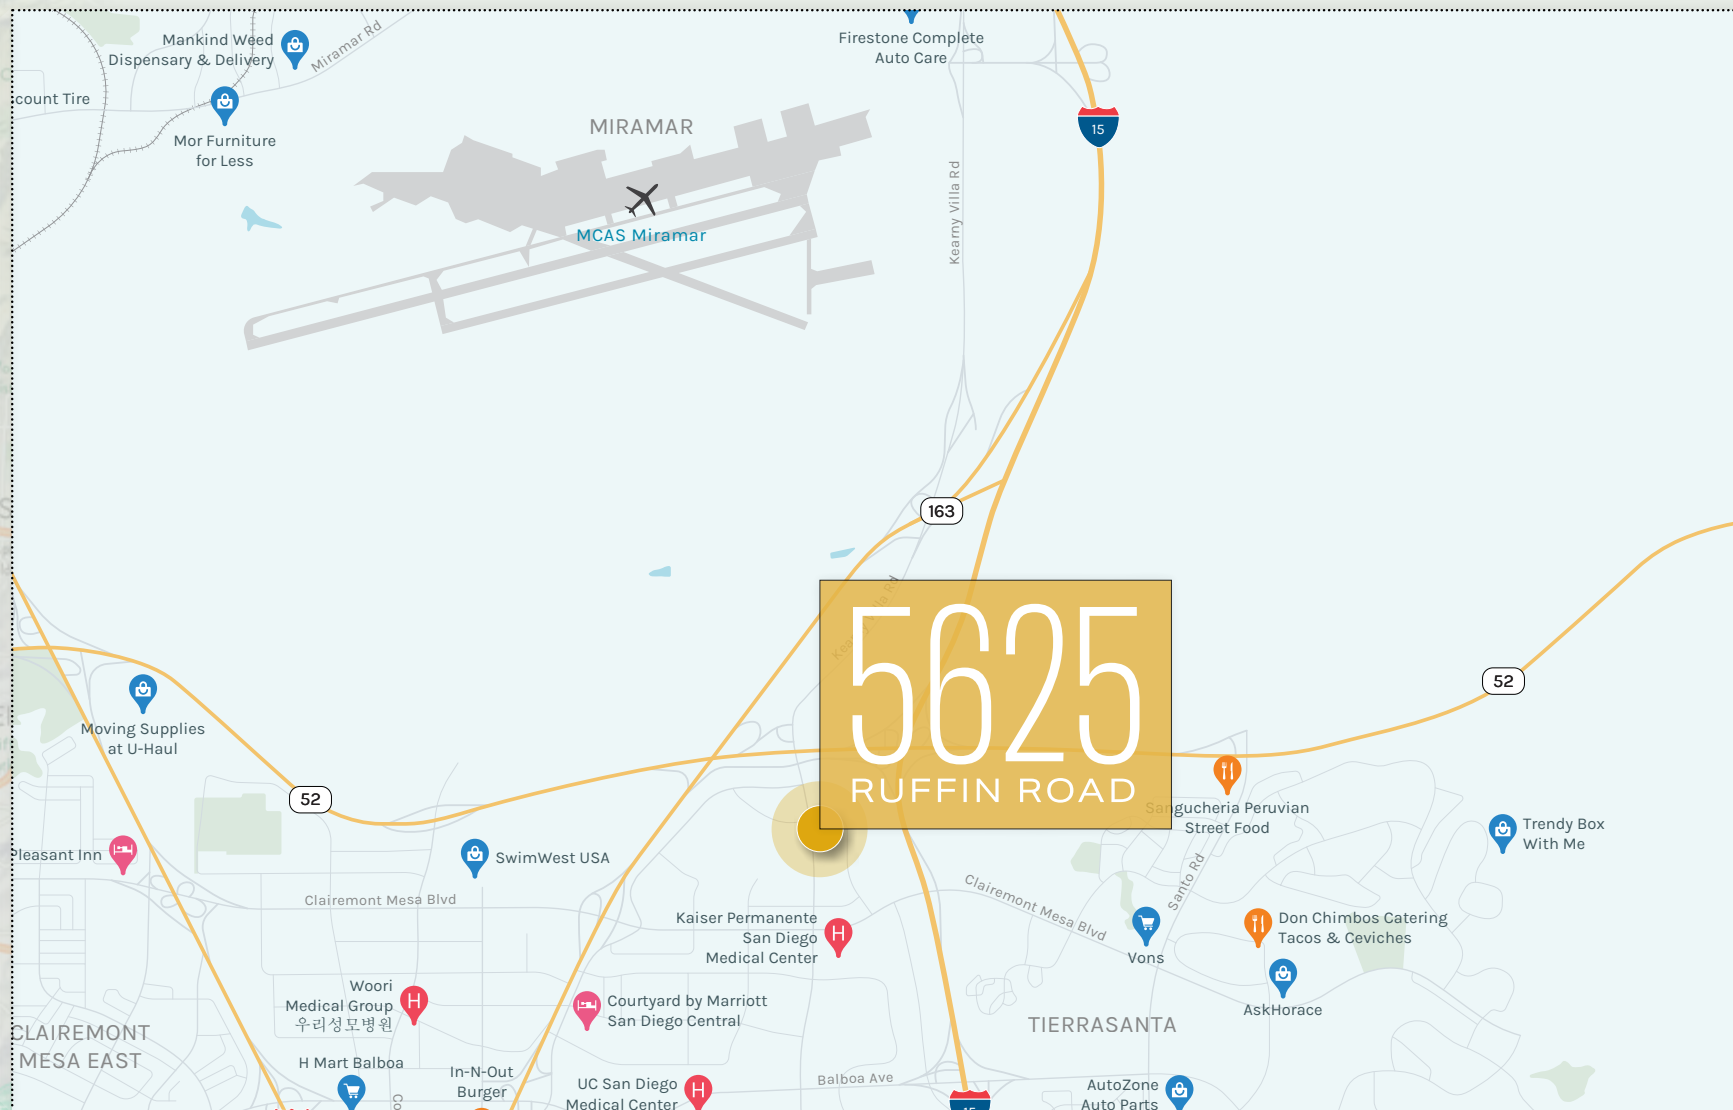 Mankind Weed
Dispensary & Delivery
Miramar Rd
Firestone Complete
Auto Care
count Tire
Mor Furniture
for Less
MIRAMAR
15
MCAS Miramar
Kearny Villa Rd
163
Kearny Villa Rd
5625
RUFFIN ROAD
52
Moving Supplies
at U-Haul
52
Sangucheria Peruvian
Street Food
Trendy Box
With Me
Pleasant Inn
SwimWest USA
Clairemont Mesa Blvd
Clairemont Mesa Blvd
Santo Rd
Kaiser Permanente
San Diego
Medical Center
Vons
Don Chimbos Catering
Tacos & Ceviches
AskHorace
Woori
Medical Group
우리성모병원
Courtyard by Marriott
San Diego Central
CLAIREMONT
MESA EAST
TIERRASANTA
H Mart Balboa
In-N-Out
Burger
UC San Diego
Medical Center
Balboa Ave
AutoZone
Auto Parts
Co
15